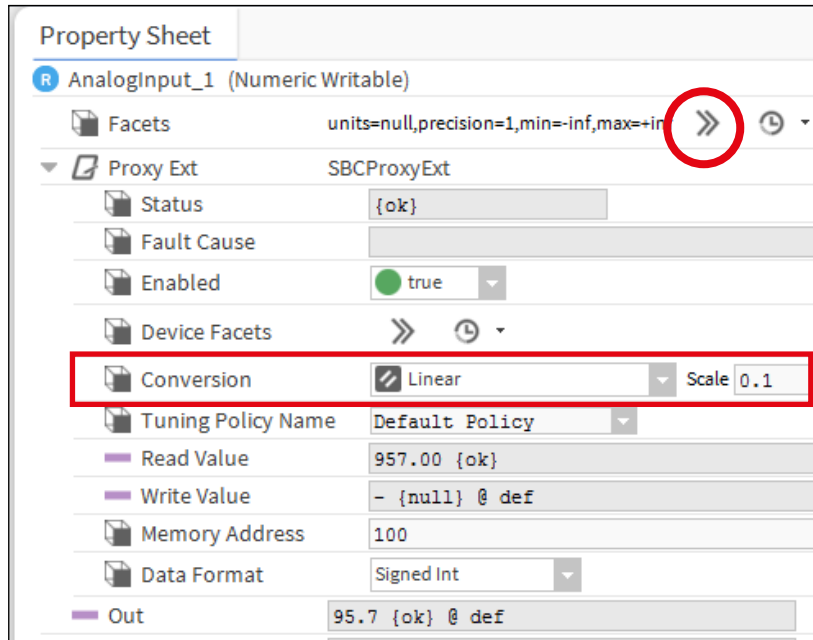 Property Sheet
R AnalogInput_1 (Numeric Writable)
Facets units=null,precision=1,min=-inf,max=+in
Proxy Ext SBCProxyExt
Status {ok}
Fault Cause
Enabled true
Device Facets
Conversion Linear Scale 0.1
Tuning Policy Name Default Policy
Read Value 957.00 {ok}
Write Value - {null} @ def
Memory Address 100
Data Format Signed Int
Out 95.7 {ok} @ def